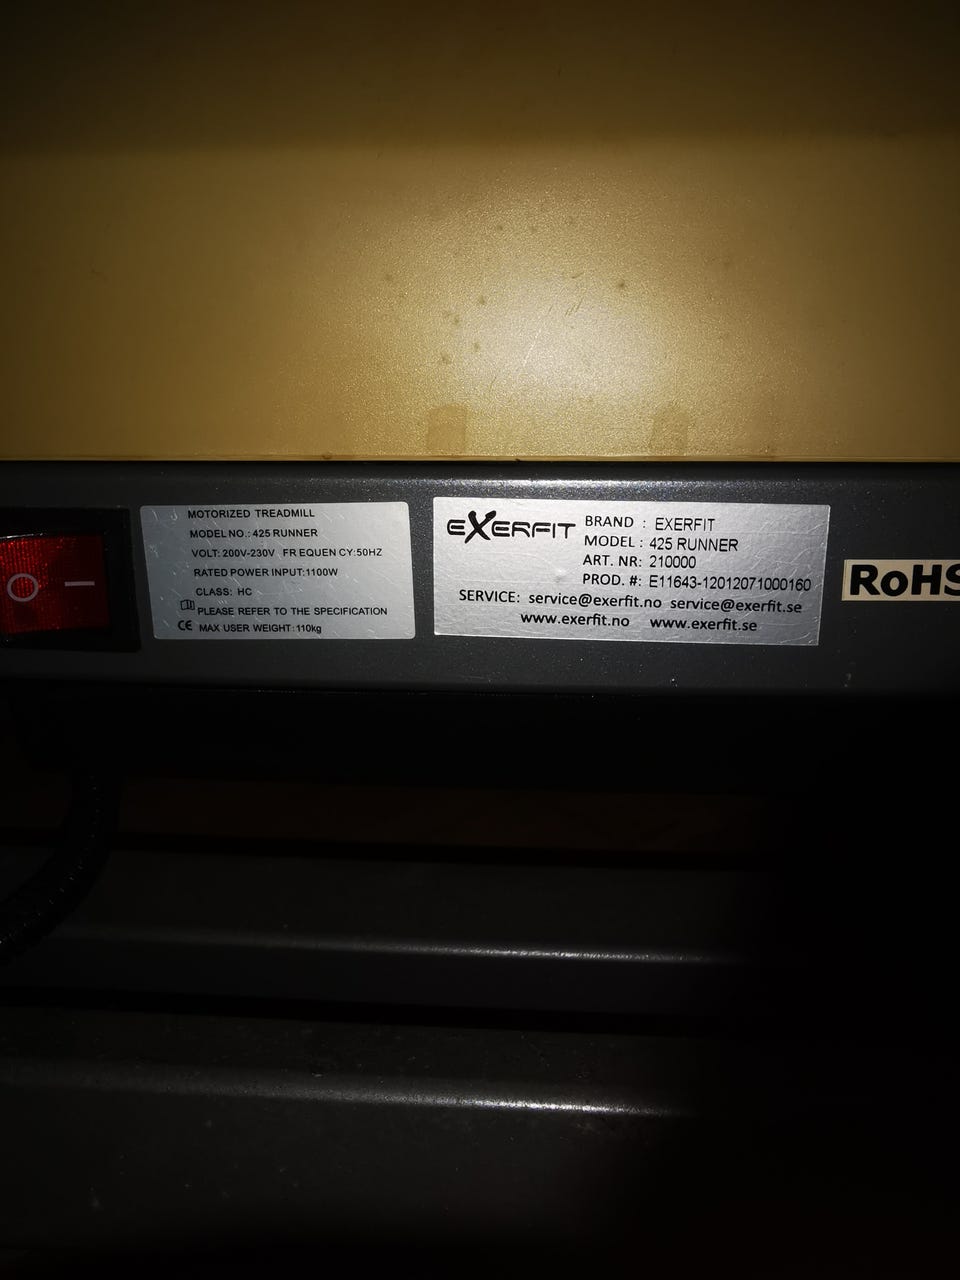 MOTORIZED TREADMILL
MODEL NO.: 425 RUNNER
VOLT: 200V-230V FR EQUEN CY:50HZ
RATED POWER INPUT:1100W
CLASS: HC
PLEASE REFER TO THE SPECIFICATION
CE MAX USER WEIGHT:110kg
EXERFIT
BRAND : EXERFIT
MODEL : 425 RUNNER
ART. NR: 210000
PROD. #: E11643-12012071000160
SERVICE: service@exerfit.no service@exerfit.se
www.exerfit.no www.exerfit.se
RoHS
O I